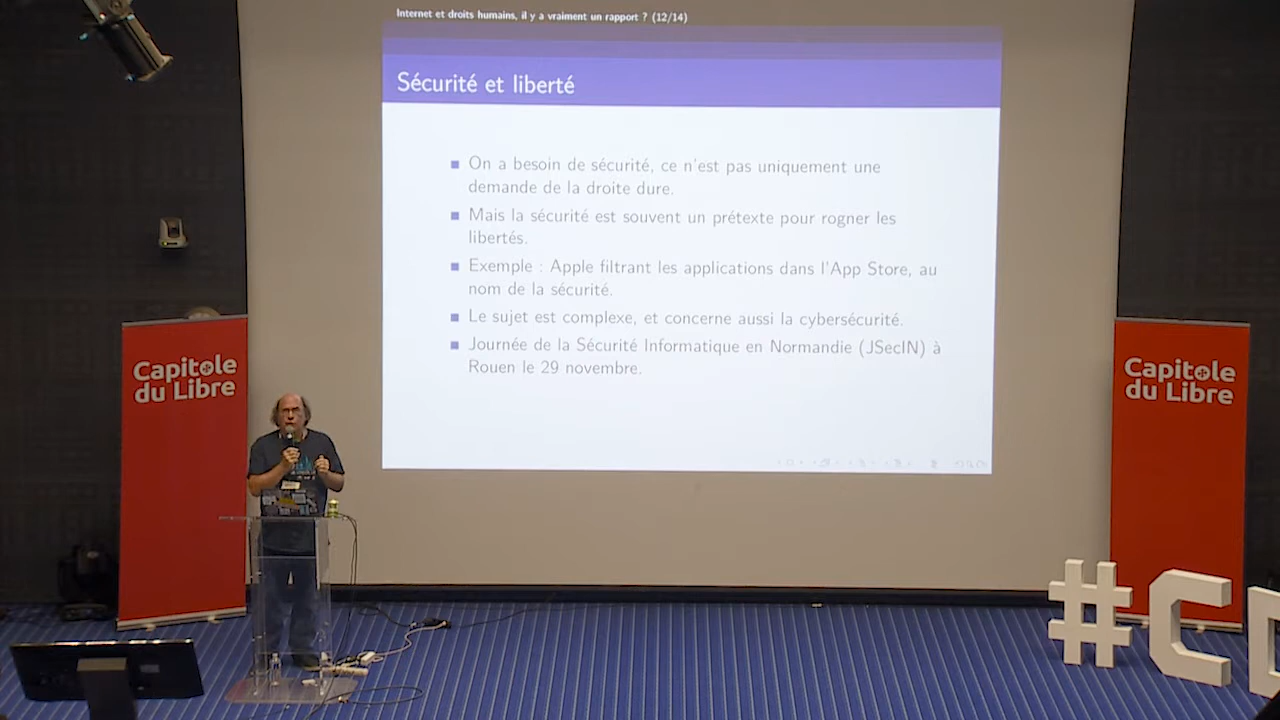 Internet et droits humains, il y a vraiment un rapport ? (12/14)
Sécurité et liberté
On a besoin de sécurité, ce n'est pas uniquement une
demande de la droite dure.
Mais la sécurité est souvent un prétexte pour rogner les
libertés.
Exemple : Apple filtrant les applications dans l'App Store, au
nom de la sécurité.
Le sujet est complexe, et concerne aussi la cybersécurité.
Journée de la Sécurité Informatique en Normandie (JSecIN) à
Rouen le 29 novembre.
Capitole
du Libre
Capitole
du Libre
#C